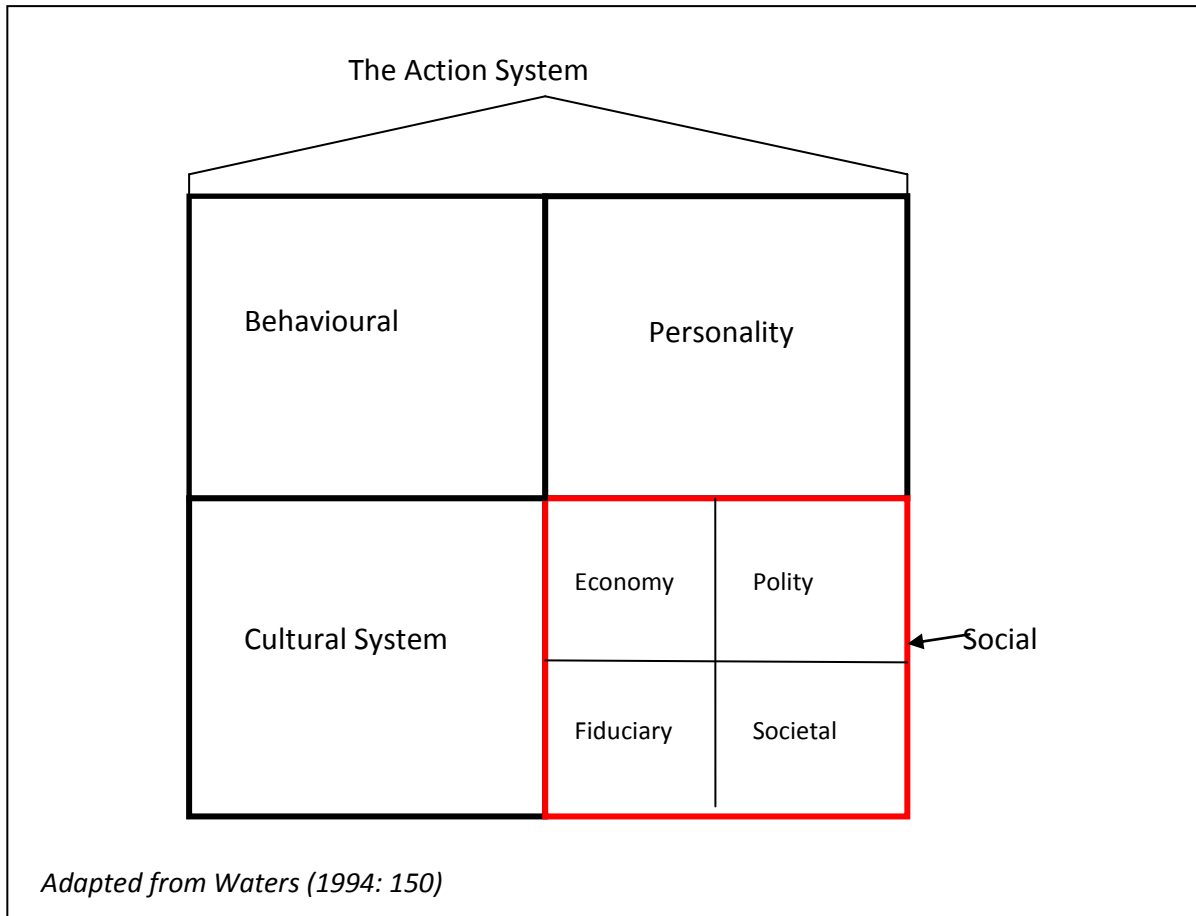 The Action System
Behavioural
Personality
Economy
Polity
Cultural System
Social
Fiduciary
Societal
Adapted from Waters (1994: 150)